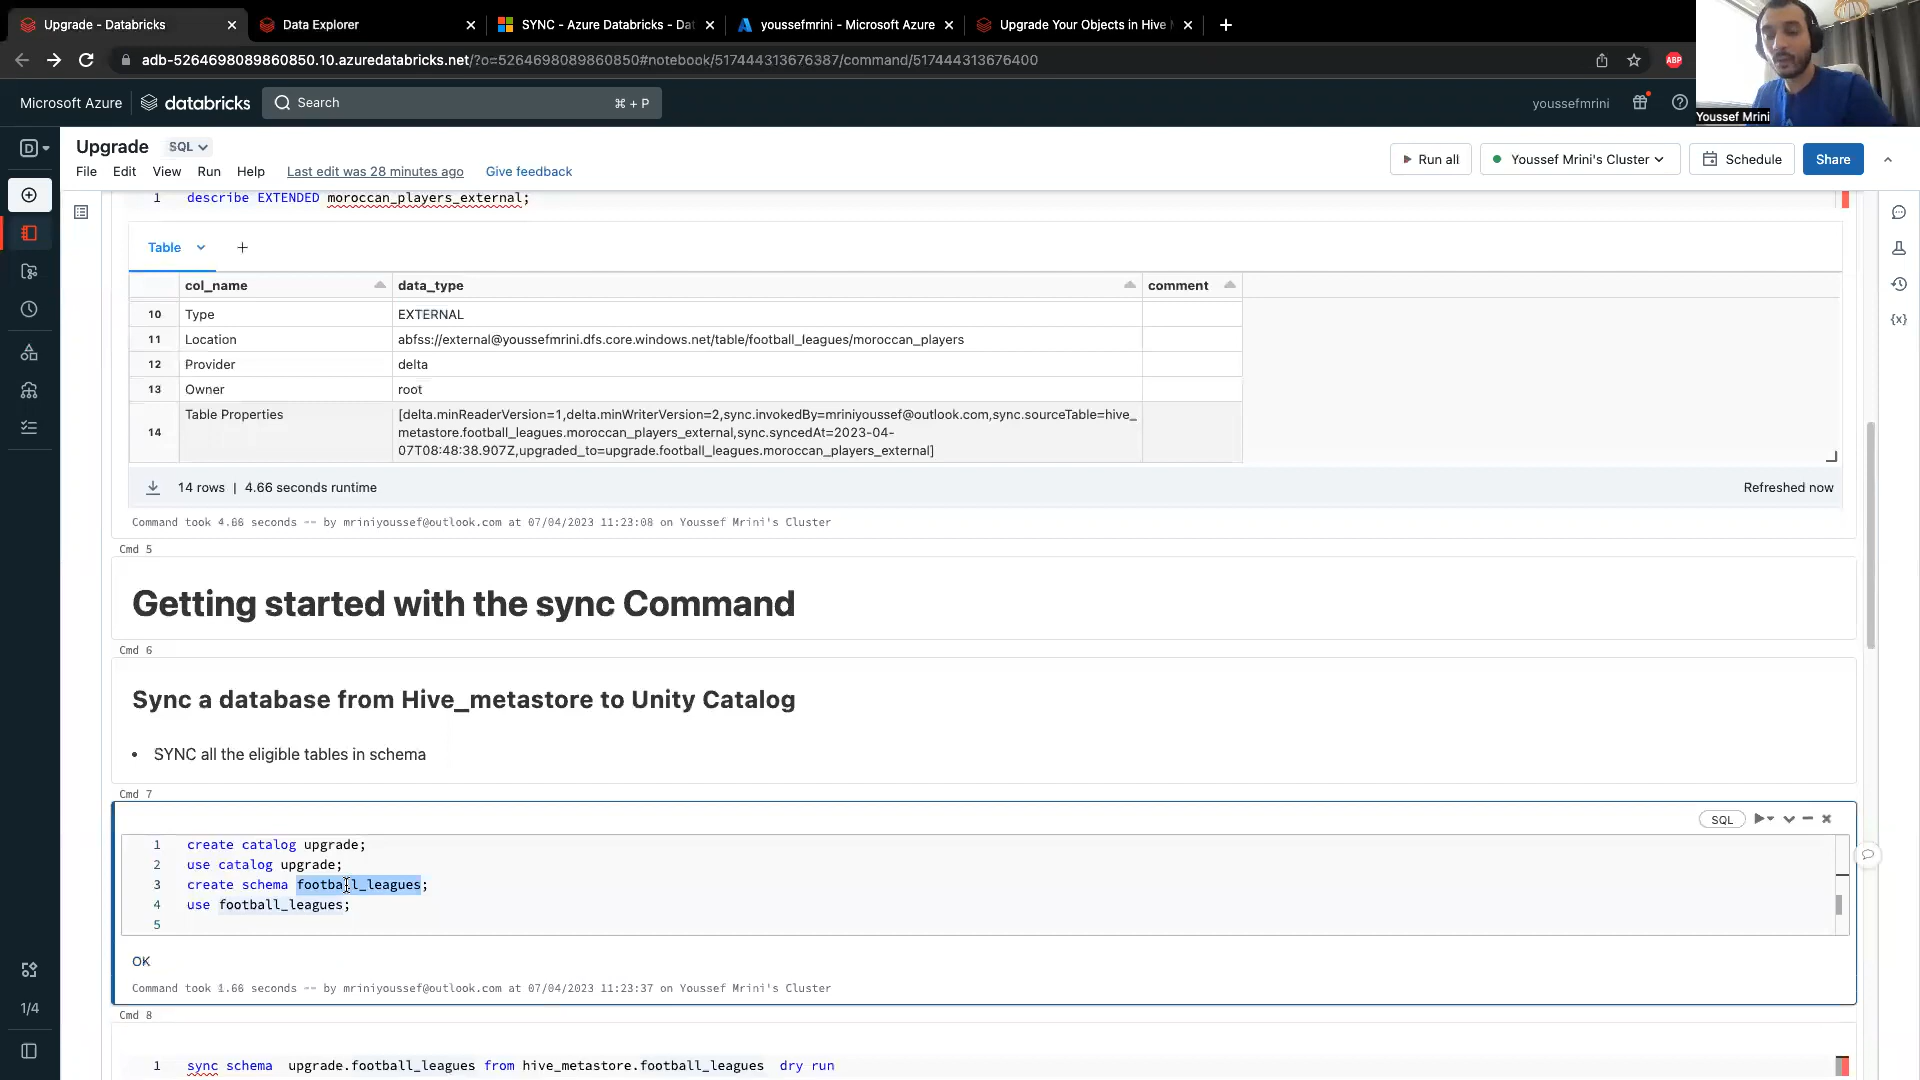 Upgrade - Databricks
Data Explorer
SYNC - Azure Databricks - Dat
youssefmrini - Microsoft Azure
Upgrade Your Objects in Hive
adb-5264698089860850.10.azuredatabricks.net/?o=5264698089860850#notebook/517444313676387/command/517444313676400
ABP
Microsoft Azure
databricks
Search
⌘ + P
youssefmrini
Youssef Mrini
D
Upgrade
SQL
File
Edit
View
Run
Help
Last edit was 28 minutes ago
Give feedback
Run all
Youssef Mrini's Cluster
Schedule
Share
1 describe EXTENDED moroccan_players_external;
Table
+
col_name data_type comment
10 Type EXTERNAL
11 Location abfss://external@youssefmrini.dfs.core.windows.net/table/football_leagues/moroccan_players
12 Provider delta
13 Owner root
14 Table Properties [delta.minReaderVersion=1,delta.minWriterVersion=2,sync.invokedBy=mriniyoussef@outlook.com,sync.sourceTable=hive_
metastore.football_leagues.moroccan_players_external,sync.syncedAt=2023-04-
07T08:48:38.907Z,upgraded_to=upgrade.football_leagues.moroccan_players_external]
14 rows | 4.66 seconds runtime
Refreshed now
Command took 4.66 seconds -- by mriniyoussef@outlook.com at 07/04/2023 11:23:08 on Youssef Mrini's Cluster
Cmd 5
Getting started with the sync Command
Cmd 6
Sync a database from Hive_metastore to Unity Catalog
• SYNC all the eligible tables in schema
Cmd 7
SQL
1 create catalog upgrade;
2 use catalog upgrade;
3 create schema football_leagues;
4 use football_leagues;
5
OK
Command took 1.66 seconds -- by mriniyoussef@outlook.com at 07/04/2023 11:23:37 on Youssef Mrini's Cluster
1/4
Cmd 8
1 sync schema upgrade.football_leagues from hive_metastore.football_leagues dry run